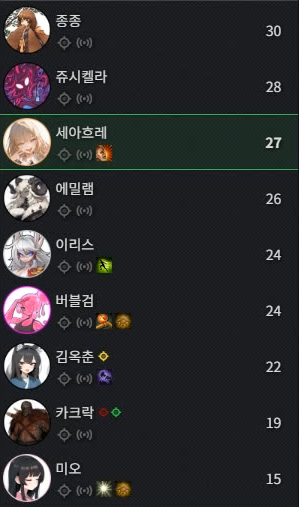 종종 30
쥬시켈라 28
세아흐레 27
에밀램 26
이리스 24
버블검 24
김옥춘 22
카크락 19
미오 15